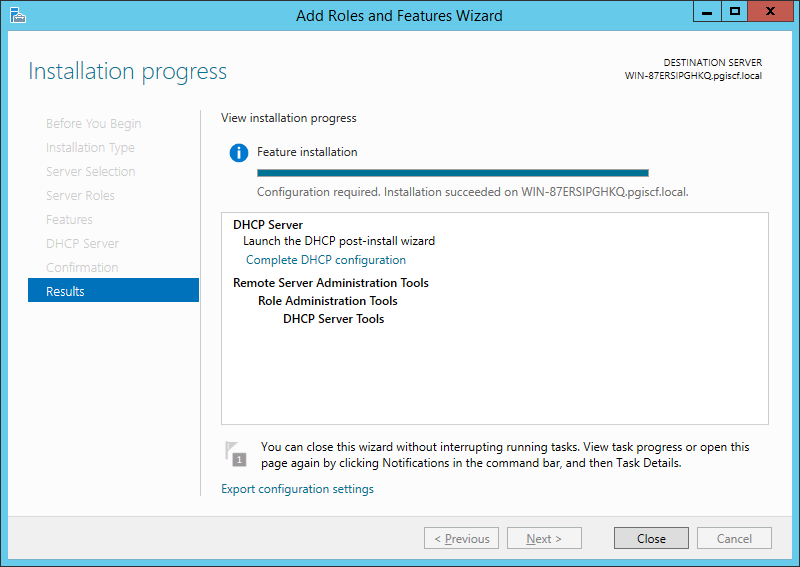 Add Roles and Features Wizard
Installation progress
DESTINATION SERVER
WIN-87ERSIPGHKQ.pgiscf.local
Before You Begin
Installation Type
Server Selection
Server Roles
Features
DHCP Server
Confirmation
Results
View installation progress
Feature installation
Configuration required. Installation succeeded on WIN-87ERSIPGHKQ.pgiscf.local.
DHCP Server
Launch the DHCP post-install wizard
Complete DHCP configuration
Remote Server Administration Tools
Role Administration Tools
DHCP Server Tools
1
You can close this wizard without interrupting running tasks. View task progress or open this
page again by clicking Notifications in the command bar, and then Task Details.
Export configuration settings
< Previous
Next >
Close
Cancel